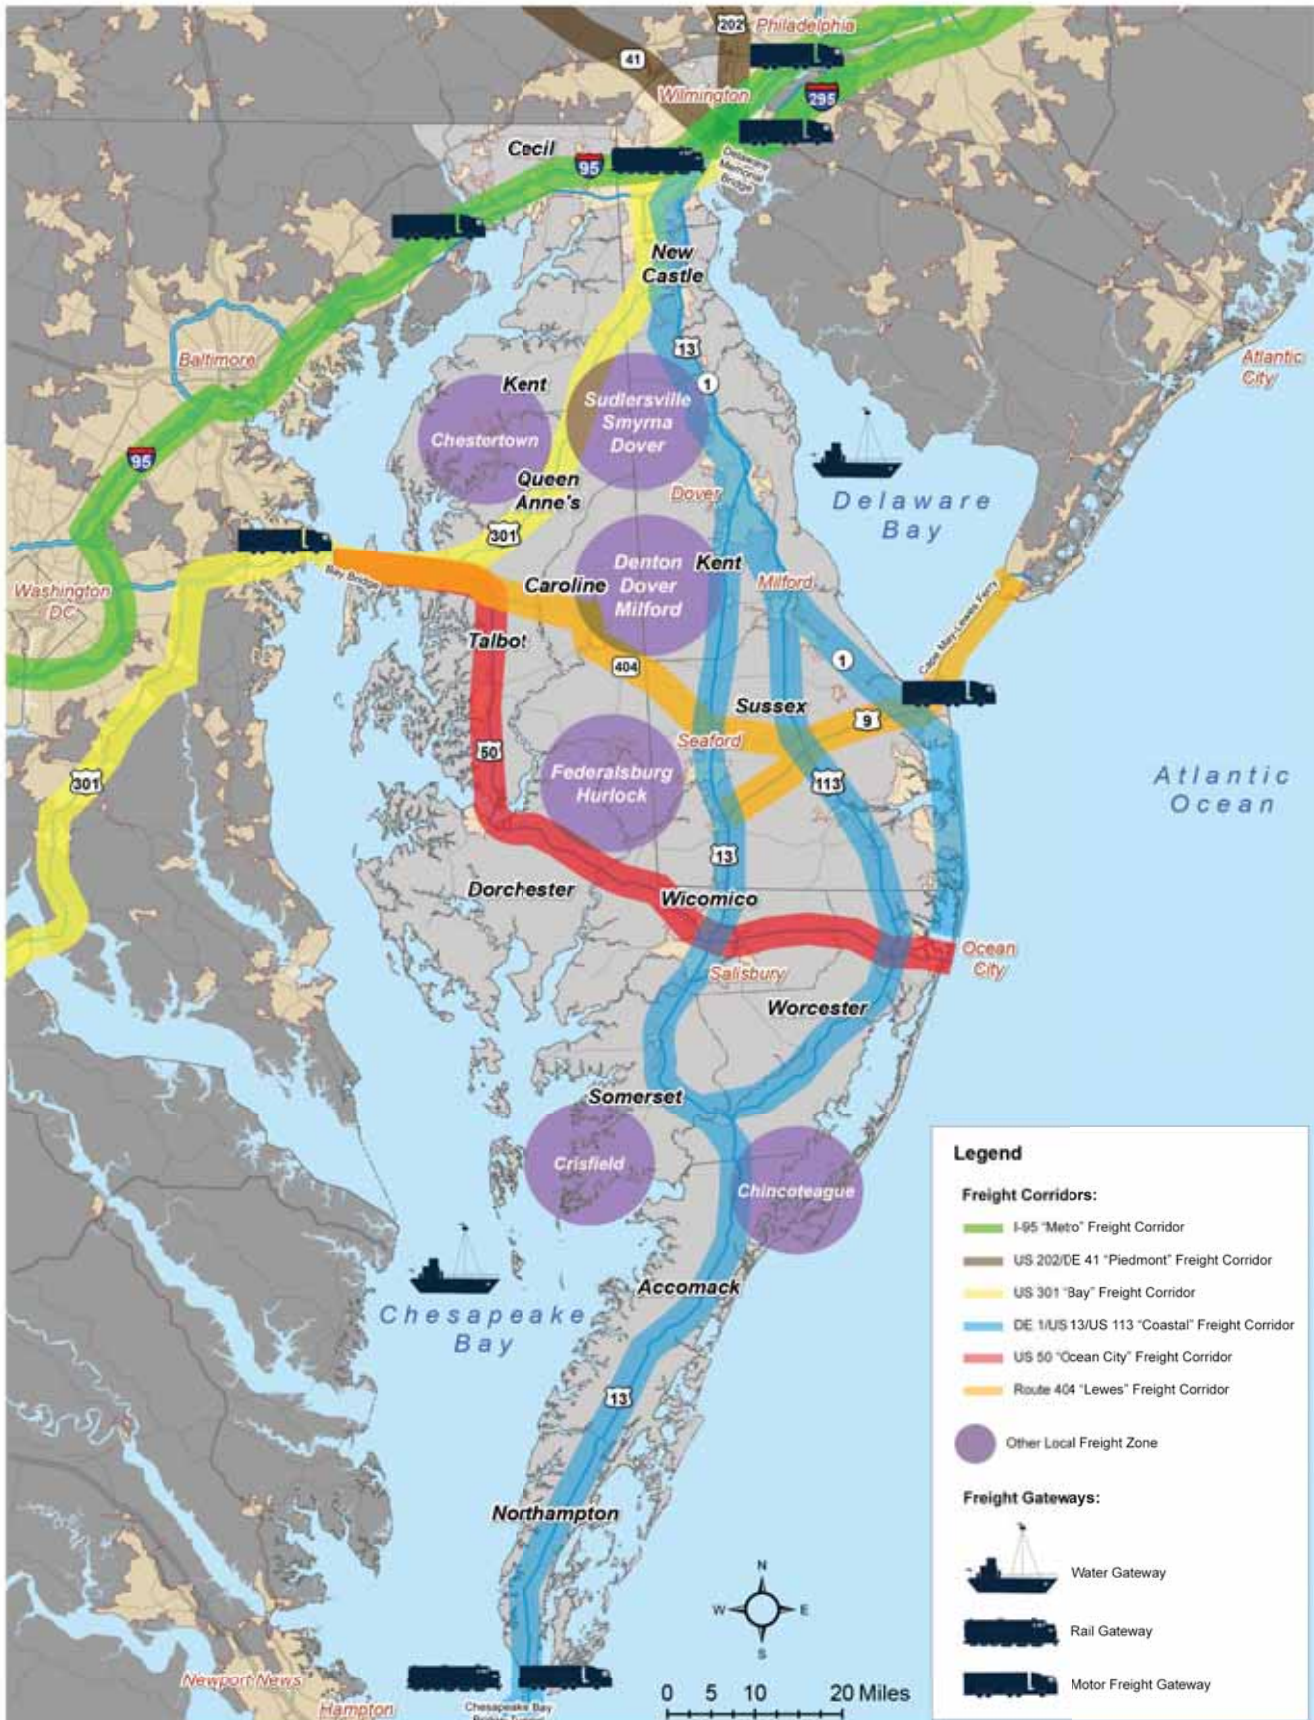 202
Philadelphia
41
Wilmington
295
Cecil
95
Delaware
Memorial
Bridge
New
Castle
13
Baltimore
Atlantic
City
1
Kent
Sudlersville
Smyrna
Dover
Chestertown
95
Queen
Anne's
Dover
Delaware
Bay
301
Bay Bridge
Denton
Dover
Milford
Kent
Caroline
Milford
Washington
DC
Cape May-Lewes Ferry
Talbot
404
1
Sussex
9
Seaford
50
301
Federalsburg
Hurlock
113
Atlantic
Ocean
13
Dorchester
Wicomico
Ocean
City
Salisbury
Worcester
Somerset
Crisfield
Chincoteague
Accomack
Chesapeake
Bay
13
Northampton
Newport News
Hampton
Chesapeake Bay
Bridge-Tunnel
N
W
E
S
0 5 10 20 Miles
Legend
Freight Corridors:
I-95 "Metro" Freight Corridor
US 202/DE 41 "Piedmont" Freight Corridor
US 301 "Bay" Freight Corridor
DE 1/US 13/US 113 "Coastal" Freight Corridor
US 50 "Ocean City" Freight Corridor
Route 404 "Lewes" Freight Corridor
Other Local Freight Zone
Freight Gateways:
Water Gateway
Rail Gateway
Motor Freight Gateway